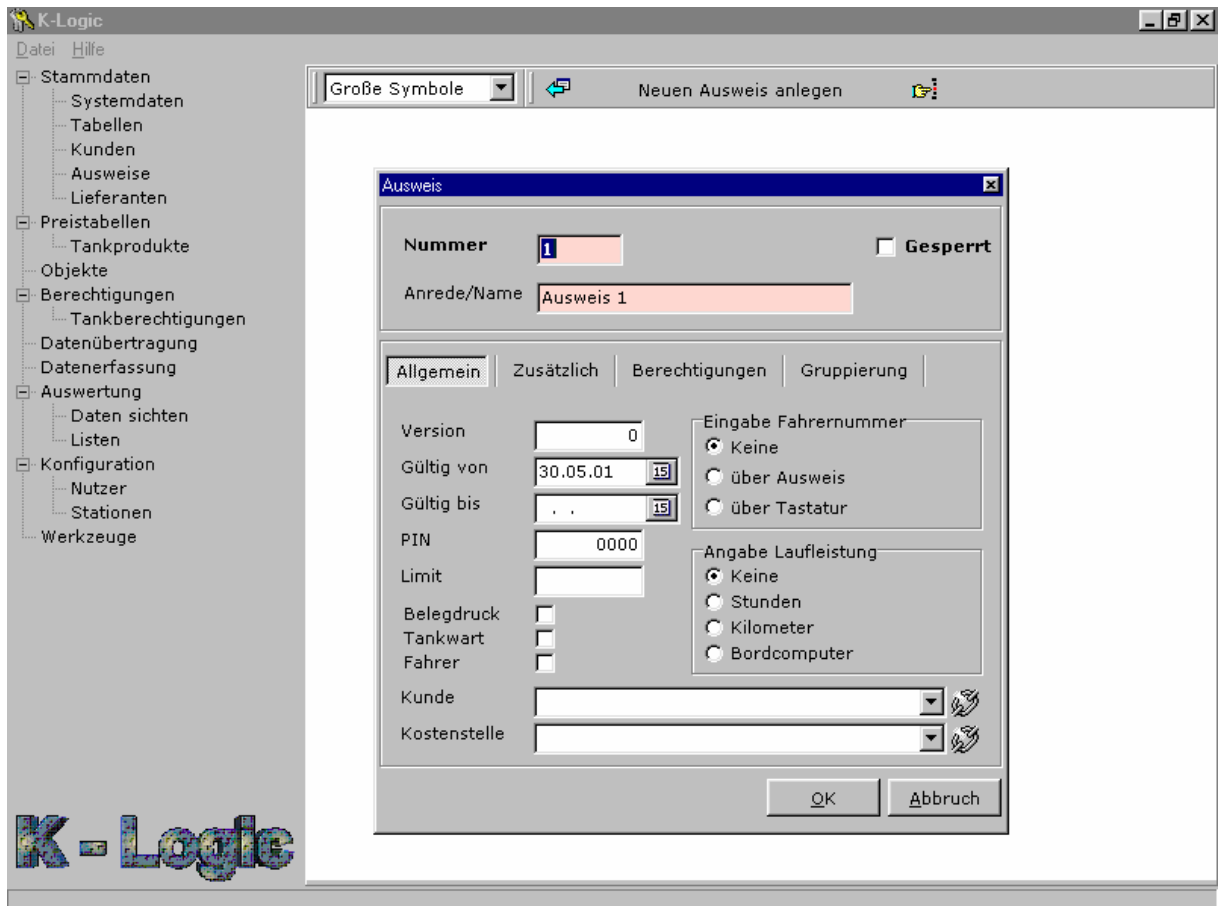 K-Logic
Datei Hilfe
Stammdaten
Systemdaten
Tabellen
Kunden
Ausweise
Lieferanten
Preistabellen
Tankprodukte
Objekte
Berechtigungen
Tankberechtigungen
Datenübertragung
Datenerfassung
Auswertung
Daten sichten
Listen
Konfiguration
Nutzer
Stationen
Werkzeuge
K - Logic
Große Symbole Neuen Ausweis anlegen
Ausweis
Nummer 1 Gesperrt
Anrede/Name Ausweis 1
Allgemein Zusätzlich Berechtigungen Gruppierung
Version 0
Gültig von 30.05.01 15
Gültig bis . . 15
PIN 0000
Limit
Belegdruck
Tankwart
Fahrer
Eingabe Fahrernummer
Keine
über Ausweis
über Tastatur
Angabe Laufleistung
Keine
Stunden
Kilometer
Bordcomputer
Kunde
Kostenstelle
OK Abbruch